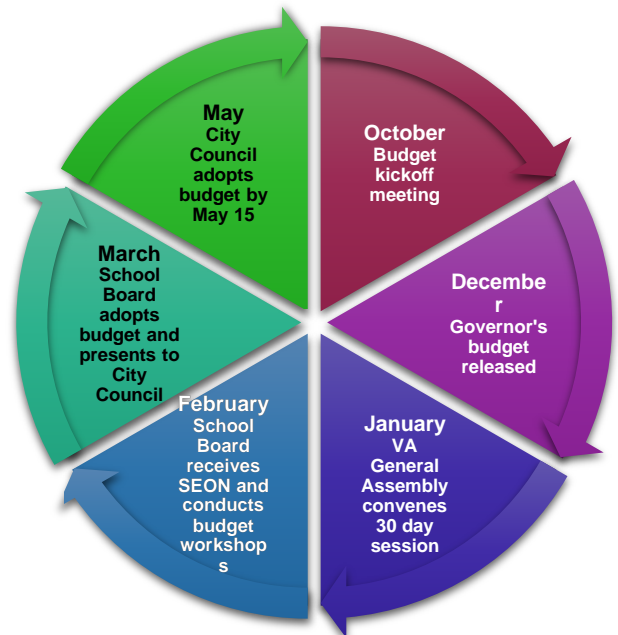 October
Budget
kickoff
meeting
Decembe
r
Governor's
budget
released
January
VA
General
Assembly
convenes
30 day
session
February
School
Board
receives
SEON and
conducts
budget
workshop
s
March
School
Board
adopts
budget and
presents to
City
Council
May
City
Council
adopts
budget by
May 15